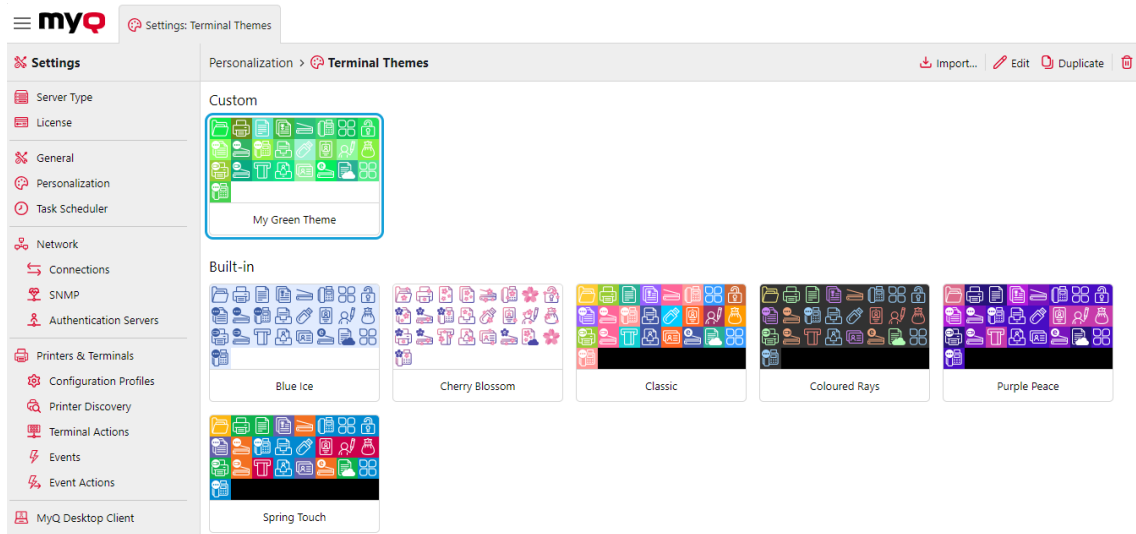 myQ
Settings: Terminal Themes
Settings
Personalization > Terminal Themes
Import...
Edit
Duplicate
Server Type
License
General
Personalization
Task Scheduler
Network
Connections
SNMP
Authentication Servers
Printers & Terminals
Configuration Profiles
Printer Discovery
Terminal Actions
Events
Event Actions
MyQ Desktop Client
Custom
My Green Theme
Built-in
Blue Ice
Cherry Blossom
Classic
Coloured Rays
Purple Peace
Spring Touch